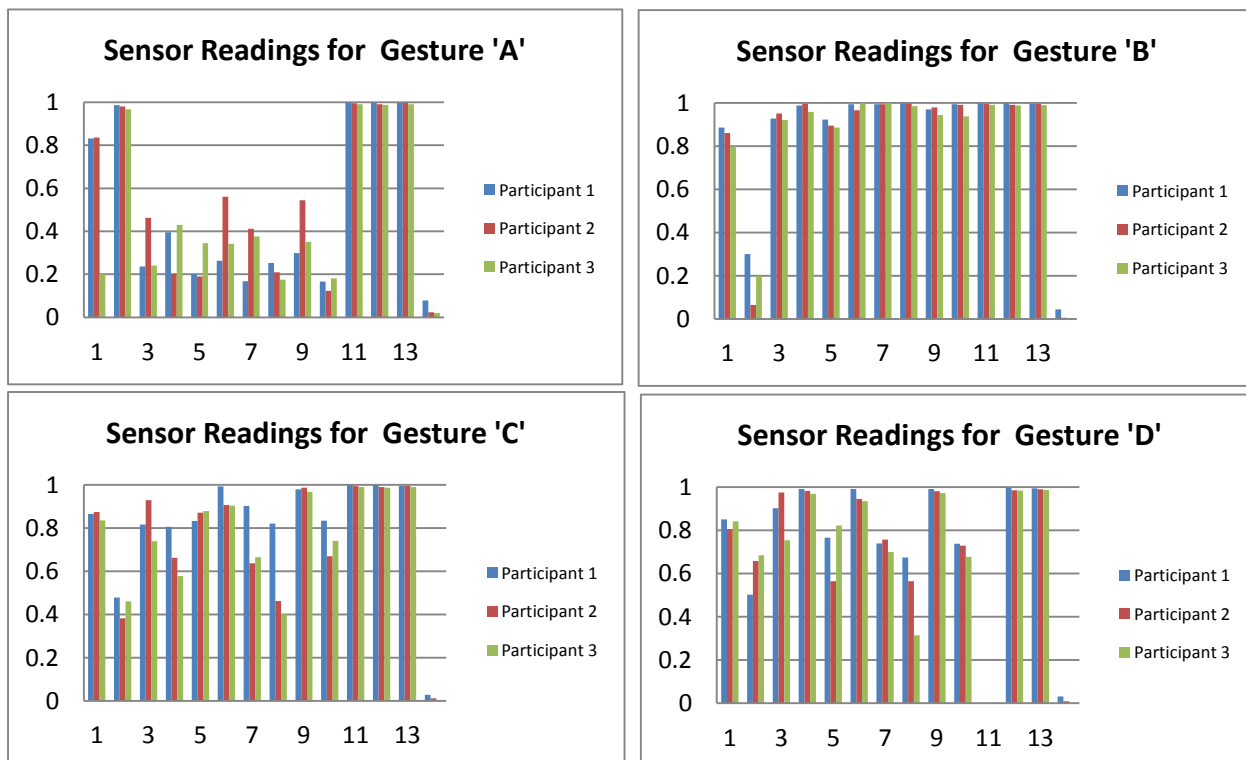 Sensor Readings for  Gesture 'A'
1
0.8
0.6
0.4
0.2
0
1 3 5 7 9 11 13
Participant 1
Participant 2
Participant 3
Sensor Readings for  Gesture 'B'
1
0.8
0.6
0.4
0.2
0
1 3 5 7 9 11 13
Participant 1
Participant 2
Participant 3
Sensor Readings for  Gesture 'C'
1
0.8
0.6
0.4
0.2
0
1 3 5 7 9 11 13
Participant 1
Participant 2
Participant 3
Sensor Readings for  Gesture 'D'
1
0.8
0.6
0.4
0.2
0
1 3 5 7 9 11 13
Participant 1
Participant 2
Participant 3